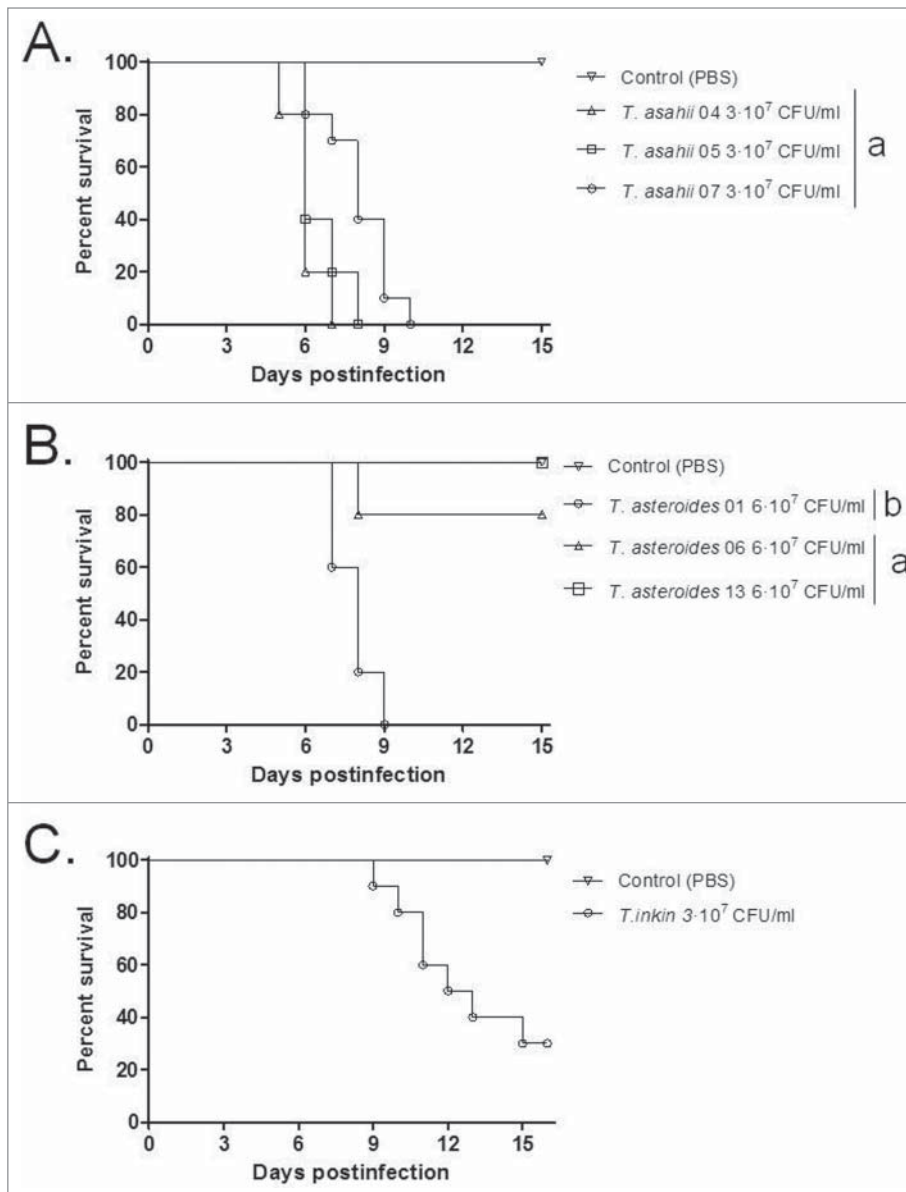 A.
100
80
60
40
20
0
Percent survival
0 3 6 9 12 15
Days postinfection
Control (PBS)
T. asahii 04 3·10⁷ CFU/ml
T. asahii 05 3·10⁷ CFU/ml
T. asahii 07 3·10⁷ CFU/ml
a
B.
100
80
60
40
20
0
Percent survival
0 3 6 9 12 15
Days postinfection
Control (PBS)
T. asteroides 01 6·10⁷ CFU/ml
b
T. asteroides 06 6·10⁷ CFU/ml
T. asteroides 13 6·10⁷ CFU/ml
a
C.
100
80
60
40
20
0
Percent survival
0 3 6 9 12 15
Days postinfection
Control (PBS)
T.inkin 3·10⁷ CFU/ml